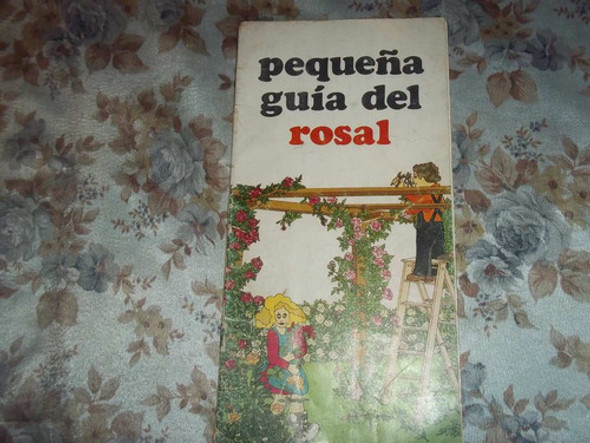 pequeña
guía del
rosal